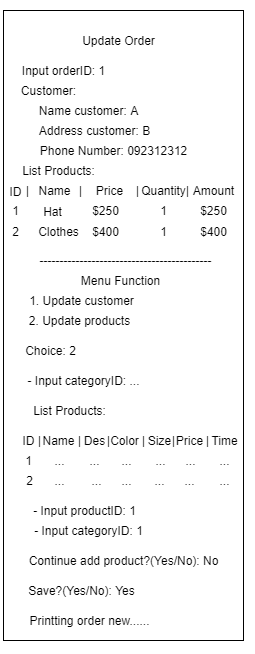 Update Order
Input orderID: 1
Customer:
Name customer: A
Address customer: B
Phone Number: 092312312
List Products:
ID | Name | Price | Quantity| Amount
1 Hat $250 1 $250
2 Clothes $400 1 $400
-------------------------------------------
Menu Function
1. Update customer
2. Update products
Choice: 2
- Input categoryID: ...
List Products:
ID |Name | Des |Color | Size|Price | Time
1 ... ... ... ... ... ...
2 ... ... ... ... ... ...
- Input productID: 1
- Input categoryID: 1
Continue add product?(Yes/No): No
Save?(Yes/No): Yes
Printting order new......